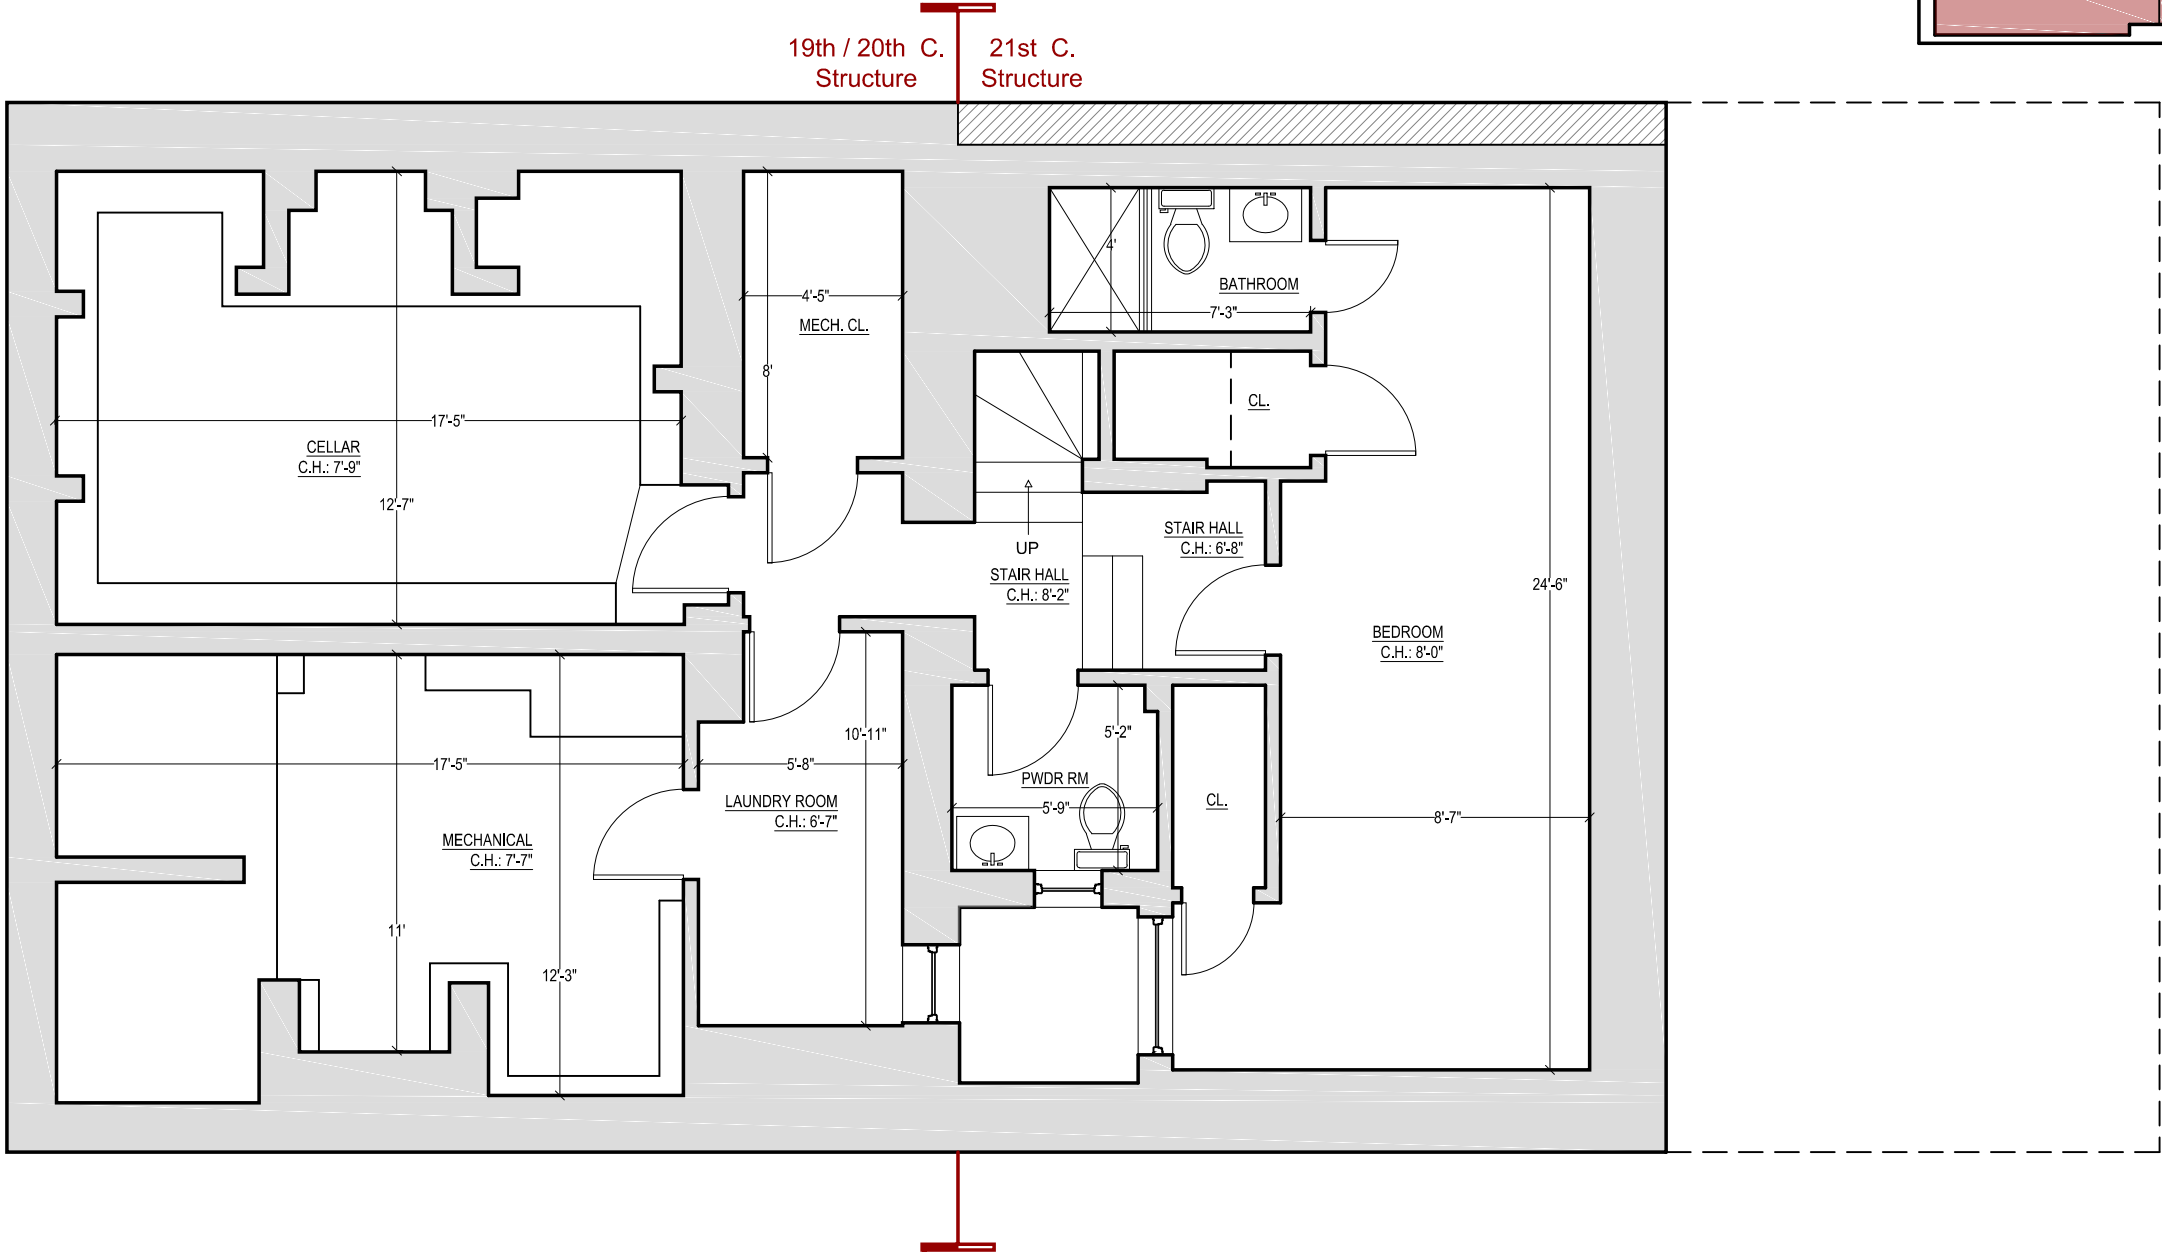 19th / 20th C.
Structure
21st C.
Structure
4'
BATHROOM
7'-3"
4'-5"
MECH. CL.
8'
CL.
17'-5"
CELLAR
C.H.: 7'-9"
12'-7"
STAIR HALL
C.H.: 6'-8"
UP
STAIR HALL
C.H.: 8'-2"
24'-6"
BEDROOM
C.H.: 8'-0"
10'-11"
5'-2"
17'-5"
5'-8"
PWDR RM
5'-9"
LAUNDRY ROOM
C.H.: 6'-7"
CL.
8'-7"
MECHANICAL
C.H.: 7'-7"
11'
12'-3"